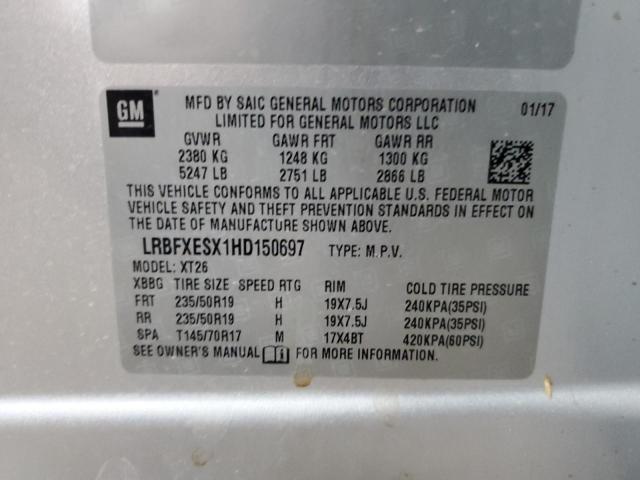 GM
MFD BY SAIC GENERAL MOTORS CORPORATION 01/17
LIMITED FOR GENERAL MOTORS LLC
GVWR GAWR FRT GAWR RR
2380 KG 1248 KG 1300 KG
5247 LB 2751 LB 2866 LB
THIS VEHICLE CONFORMS TO ALL APPLICABLE U.S. FEDERAL MOTOR
VEHICLE SAFETY AND THEFT PREVENTION STANDARDS IN EFFECT ON
THE DATE OF MANUFACTURE SHOWN ABOVE.
LRBFXESX1HD150697 TYPE: M.P.V.
MODEL: XT26
XBBG TIRE SIZE SPEED RTG RIM COLD TIRE PRESSURE
FRT 235/50R19 H 19X7.5J 240KPA(35PSI)
RR 235/50R19 H 19X7.5J 240KPA(35PSI)
SPA T145/70R17 M 17X4BT 420KPA(60PSI)
SEE OWNER'S MANUAL FOR MORE INFORMATION.